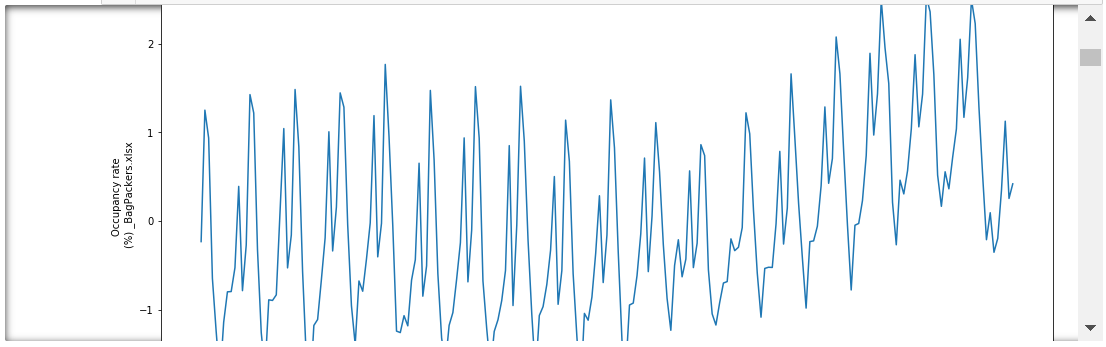 2
1
0
−1
Occupancy rate
(%) _BagPackers.xlsx